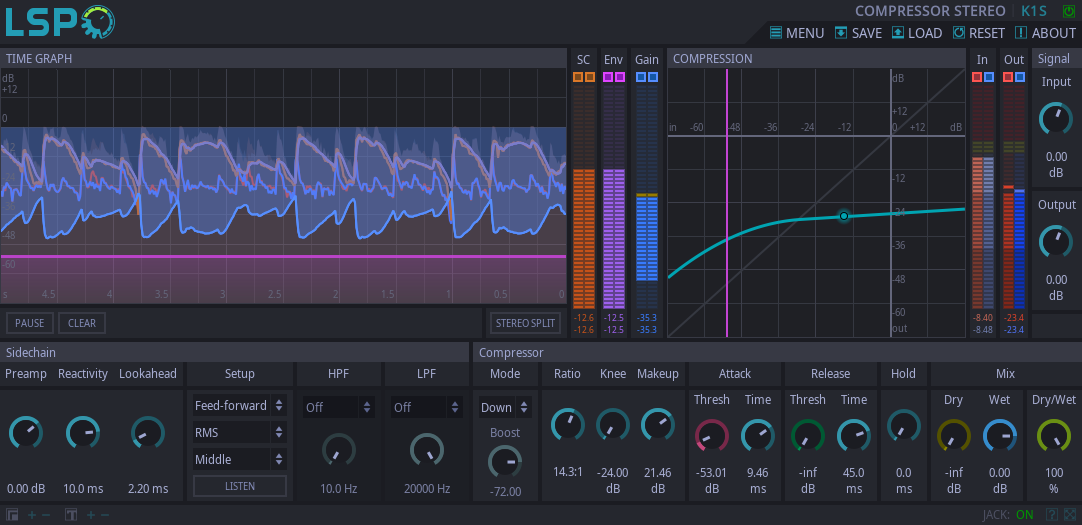 LSP
COMPRESSOR STEREO | K1S
MENU SAVE LOAD RESET ABOUT
TIME GRAPH
dB
+12
0
-12
-48
-60
s 4.5 4 3.5 3 2.5 2 1.5 1 0.5 0
PAUSE CLEAR STEREO SPLIT
SC Env Gain
-12.6 -12.5 -35.3
-12.6 -12.5 -35.3
COMPRESSION
dB
+12
in -60 -48 -36 -24 -12 0 +12 dB
-12
-24
-36
-48
-60
out
In Out
-8.40 -23.4
-8.48 -23.4
Signal
Input
0.00
dB
Output
0.00
dB
Sidechain
Preamp Reactivity Lookahead
0.00 dB 10.0 ms 2.20 ms
Setup
Feed-forward
RMS
Middle
LISTEN
HPF
Off
10.0 Hz
LPF
Off
20000 Hz
Compressor
Mode
Down
Boost
-72.00
Ratio Knee Makeup
14.3:1 -24.00 21.46
dB dB
Attack
Thresh Time
-53.01 9.46
dB ms
Release
Thresh Time
-inf 45.0
dB ms
Hold
0.0
ms
Mix
Dry Wet Dry/Wet
-inf 0.00 100
dB dB %
JACK: ON